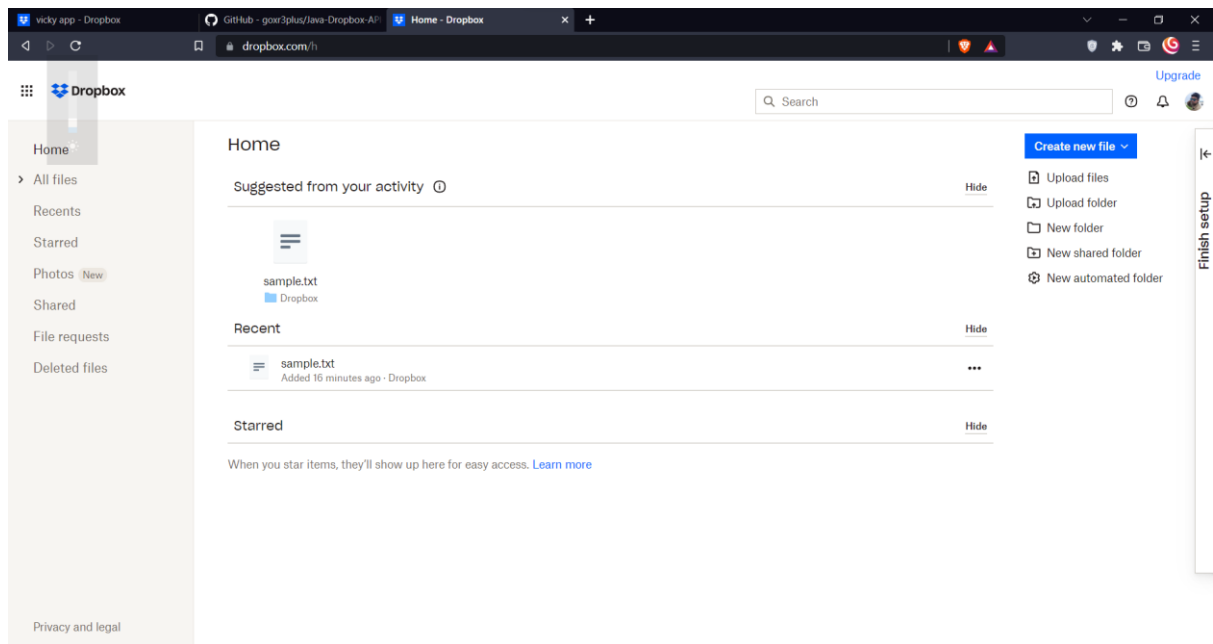 vicky app - Dropbox
GitHub - goxr3plus/Java-Dropbox-API
Home - Dropbox
dropbox.com/h
Upgrade
Dropbox
Search
Home
All files
Recents
Starred
Photos New
Shared
File requests
Deleted files
Privacy and legal
Home
Suggested from your activity
Hide
sample.txt
Dropbox
Recent
Hide
sample.txt
Added 16 minutes ago · Dropbox
Starred
Hide
When you star items, they'll show up here for easy access. Learn more
Create new file
Upload files
Upload folder
New folder
New shared folder
New automated folder
Finish setup